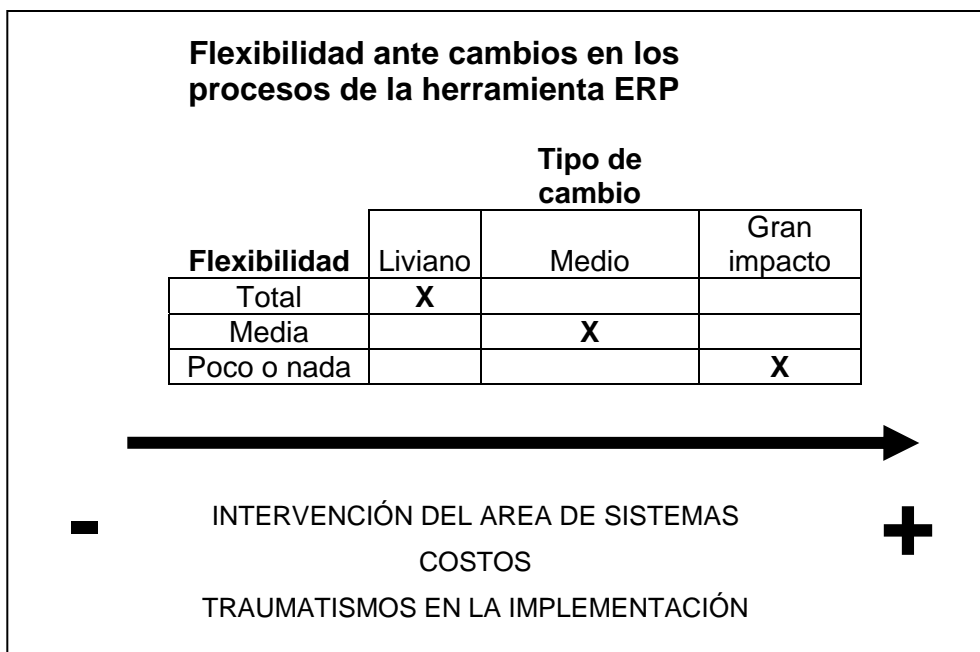 Flexibilidad ante cambios en los
procesos de la herramienta ERP
Tipo de
cambio
Flexibilidad Liviano Medio Gran
impacto
Total X
Media X
Poco o nada X
- +
INTERVENCIÓN DEL AREA DE SISTEMAS
COSTOS
TRAUMATISMOS EN LA IMPLEMENTACIÓN